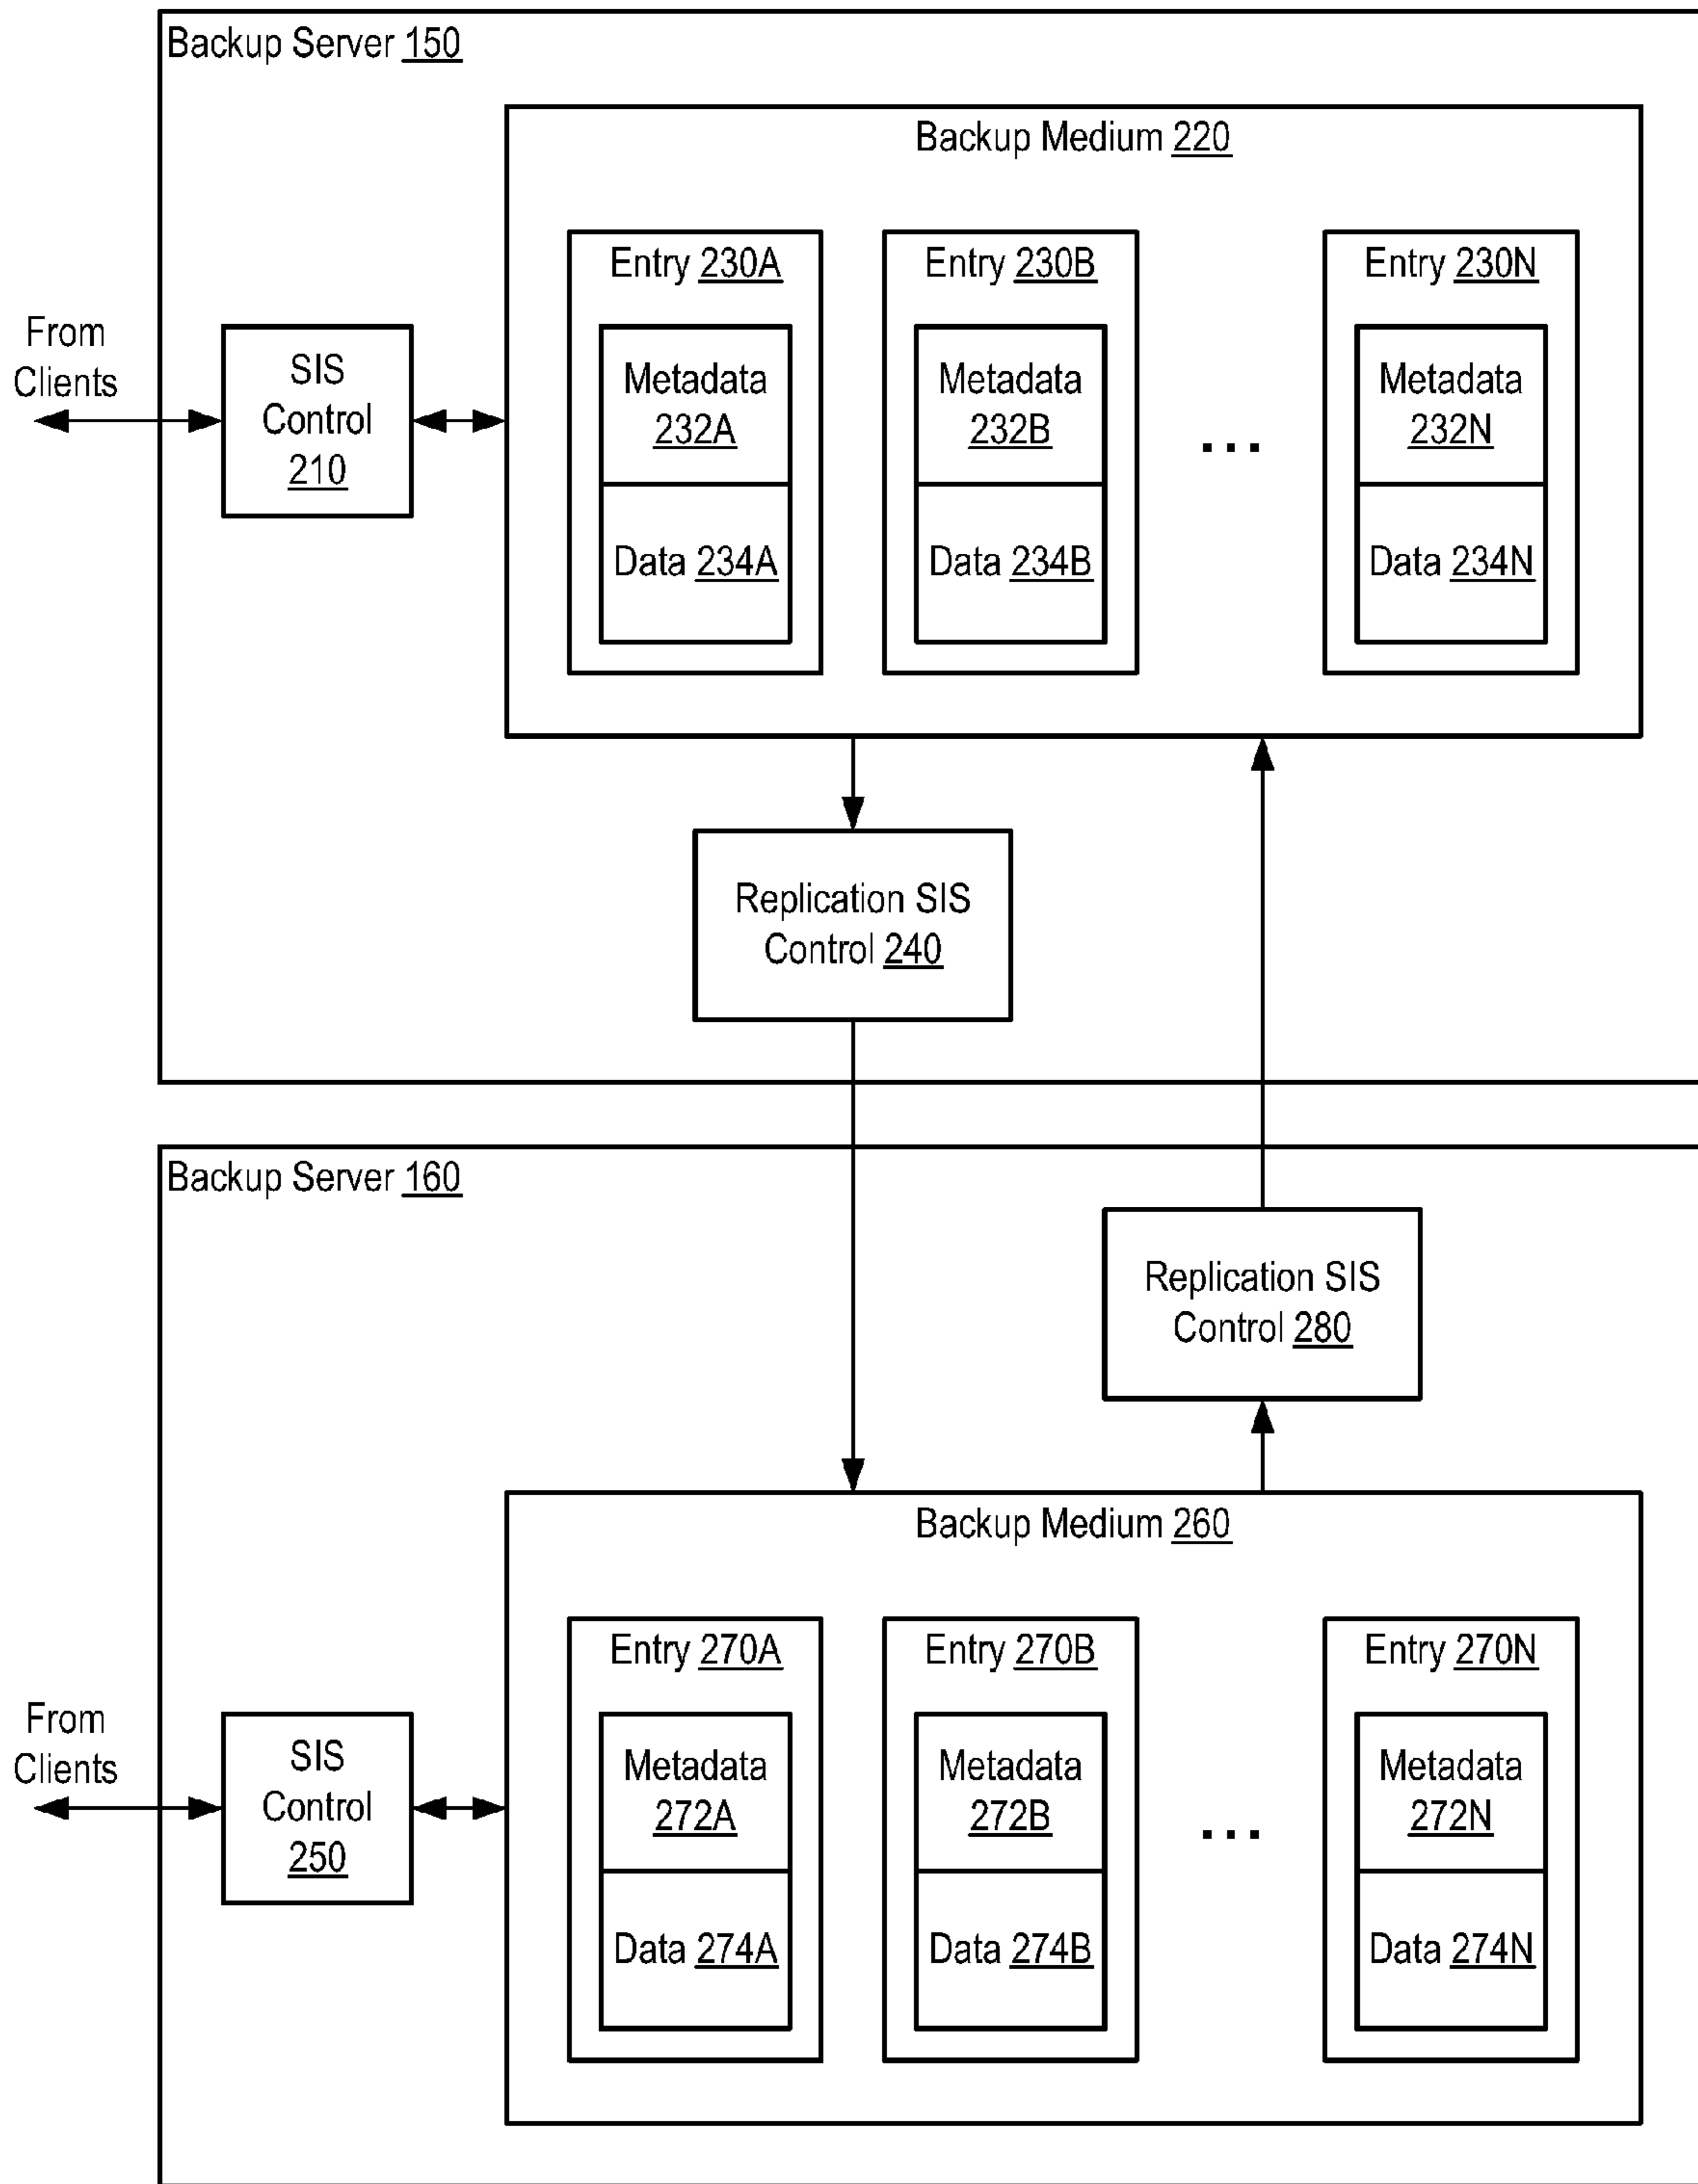 Backup Server 150
Backup Medium 220
Entry 230A
Entry 230B
Entry 230N
From
Clients
SIS
Control
210
Metadata
232A
Metadata
232B
...
Metadata
232N
Data 234A
Data 234B
Data 234N
Replication SIS
Control 240
Backup Server 160
Replication SIS
Control 280
Backup Medium 260
Entry 270A
Entry 270B
Entry 270N
From
Clients
SIS
Control
250
Metadata
272A
Metadata
272B
...
Metadata
272N
Data 274A
Data 274B
Data 274N